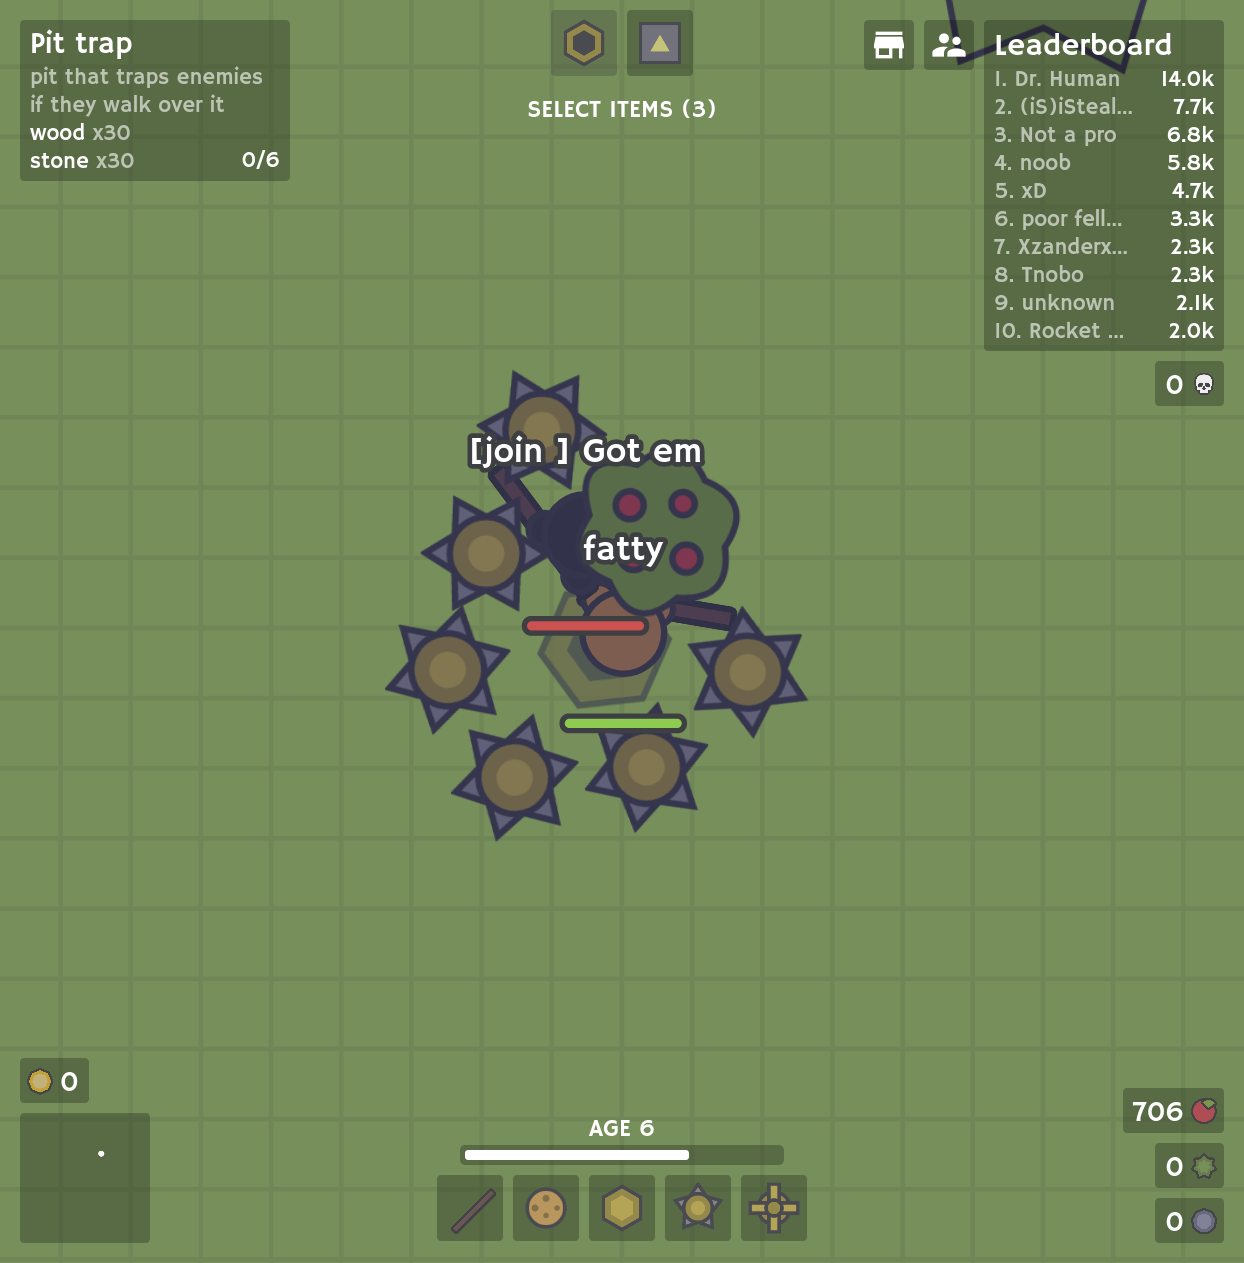 Pit trap
pit that traps enemies
if they walk over it
wood x30
stone x30 0/6
SELECT ITEMS (3)
Leaderboard
1. Dr. Human 14.0k
2. (iS)iSteal... 7.7k
3. Not a pro 6.8k
4. noob 5.8k
5. xD 4.7k
6. poor fell... 3.3k
7. Xzanderx... 2.3k
8. Tnobo 2.3k
9. unknown 2.1k
10. Rocket ... 2.0k
0
[join ] Got em
fatty
0
706
0
0
AGE 6